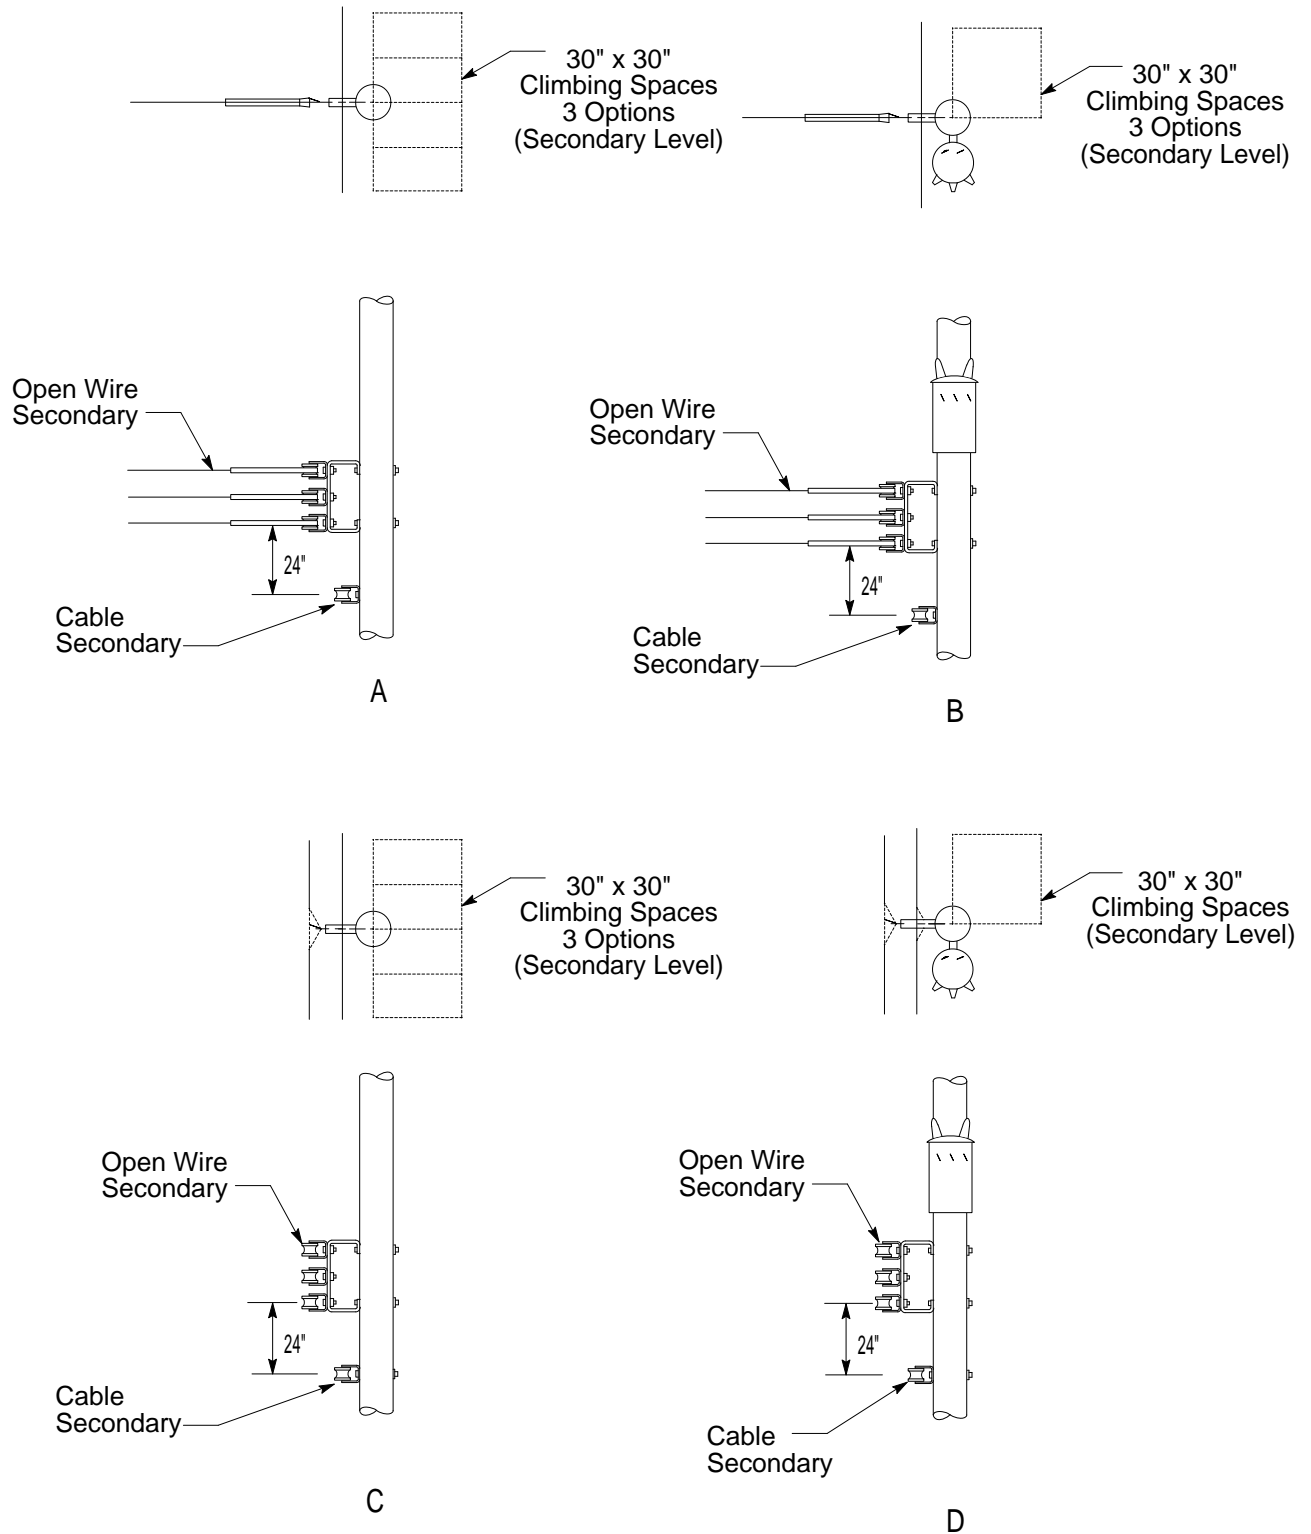 30" x 30"
Climbing Spaces
3 Options
(Secondary Level)
30" x 30"
Climbing Spaces
3 Options
(Secondary Level)
Open Wire
Secondary
24"
Cable
Secondary
A
Open Wire
Secondary
24"
Cable
Secondary
B
30" x 30"
Climbing Spaces
3 Options
(Secondary Level)
30" x 30"
Climbing Spaces
(Secondary Level)
Open Wire
Secondary
24"
Cable
Secondary
C
Open Wire
Secondary
24"
Cable
Secondary
D